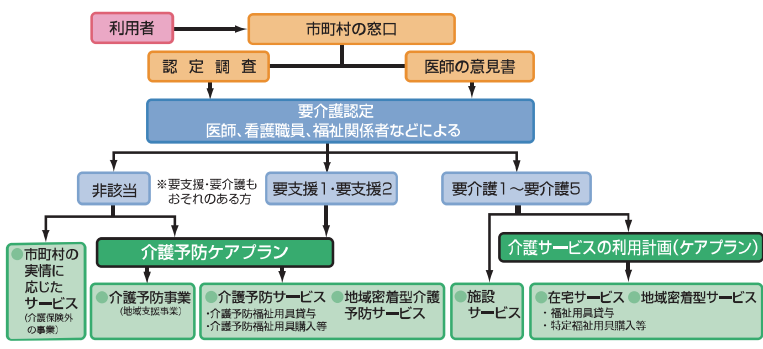 利用者
市町村の窓口
認定調査
医師の意見書
要介護認定
医師、看護職員、福祉関係者などによる
非該当
※要支援・要介護も
おそれのある方
要支援1・要支援2
要介護1〜要介護5
介護予防ケアプラン
介護サービスの利用計画(ケアプラン)
●市町村の
実情に
応じた
サービス
(介護保険外
の事業)
●介護予防事業
(地域支援事業)
●介護予防サービス
・介護予防福祉用具貸与
・介護予防福祉用具購入等
●地域密着型介護
予防サービス
●施設
サービス
●在宅サービス
・福祉用具貸与
・特定福祉用具購入等
●地域密着型サービス